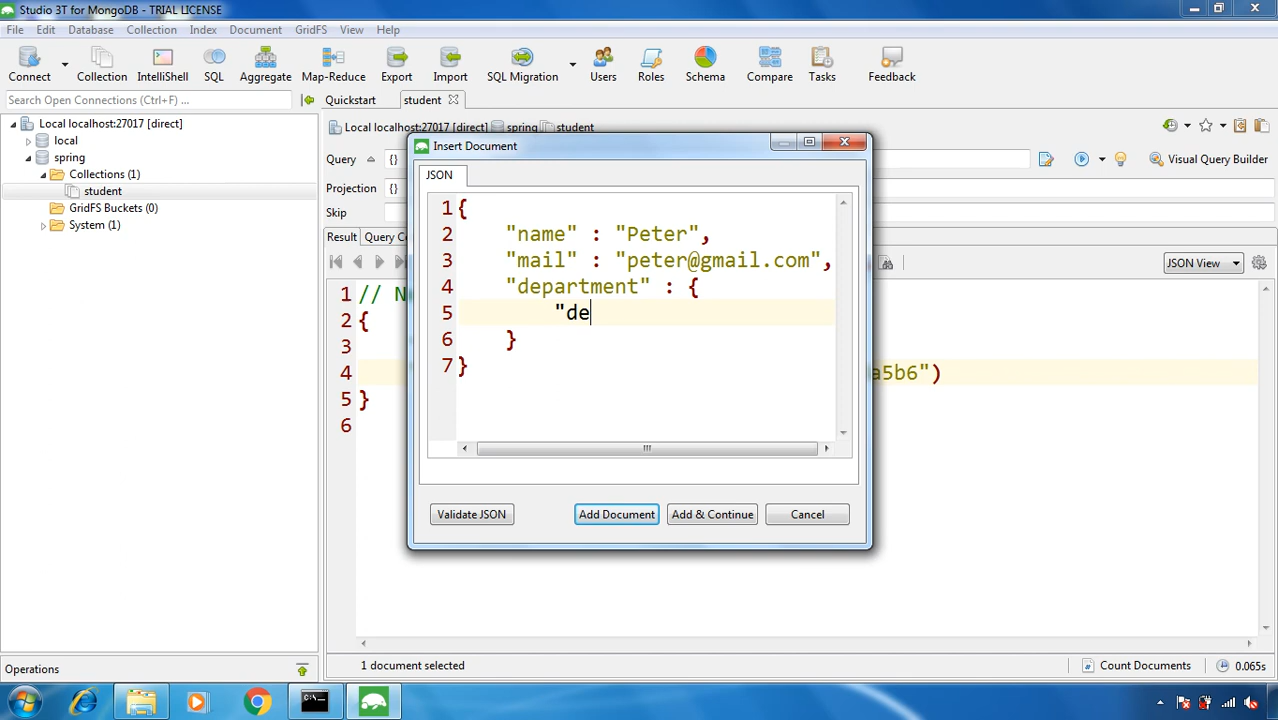 Studio 3T for MongoDB - TRIAL LICENSE
File Edit Database Collection Index Document GridFS View Help
Connect Collection IntelliShell SQL Aggregate Map-Reduce Export Import SQL Migration Users Roles Schema Compare Tasks Feedback
Search Open Connections (Ctrl+F) ...
Quickstart student
Local localhost:27017 [direct]
local
spring
Collections (1)
student
GridFS Buckets (0)
System (1)
Local localhost:27017 [direct] spring student
Query {}
Visual Query Builder
Projection {}
Skip
Result Query Co
JSON View
1 // N
2 {
3
4 a5b6")
5 }
6
Insert Document
JSON
1 {
2 "name" : "Peter",
3 "mail" : "peter@gmail.com",
4 "department" : {
5 "de
6 }
7 }
Validate JSON Add Document Add & Continue Cancel
Operations
1 document selected
Count Documents 0.065s